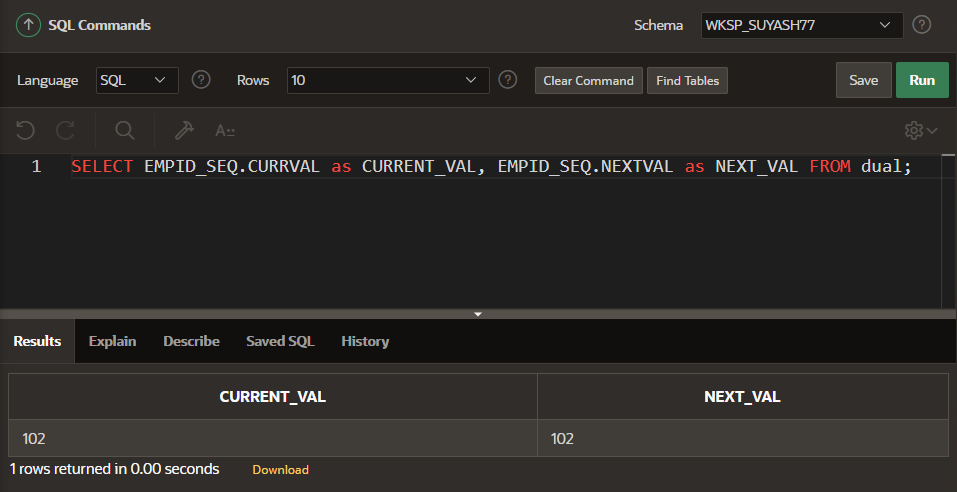 SQL Commands Schema WKSP_SUYASH77 ?
Language SQL ? Rows 10 ? Clear Command Find Tables Save Run
A::
1 SELECT EMPID_SEQ.CURRVAL as CURRENT_VAL, EMPID_SEQ.NEXTVAL as NEXT_VAL FROM dual;
Results Explain Describe Saved SQL History
CURRENT_VAL NEXT_VAL
102 102
1 rows returned in 0.00 seconds Download